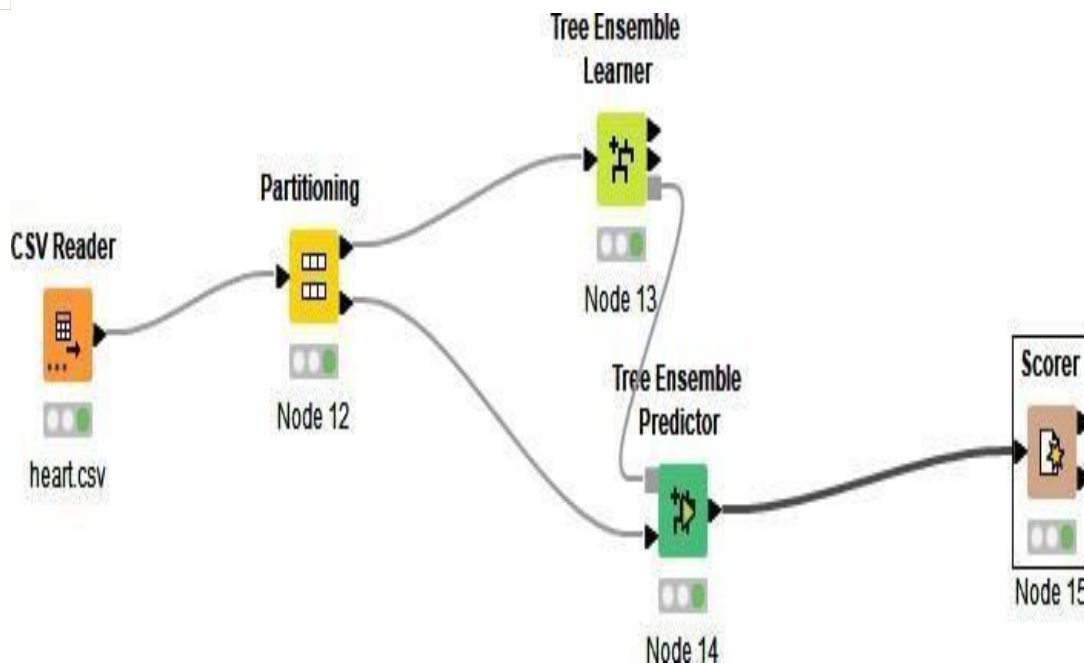 Tree Ensemble
Learner
Partitioning
CSV Reader
Node 13
Tree Ensemble
Predictor
Scorer
Node 12
heart.csv
Node 15
Node 14